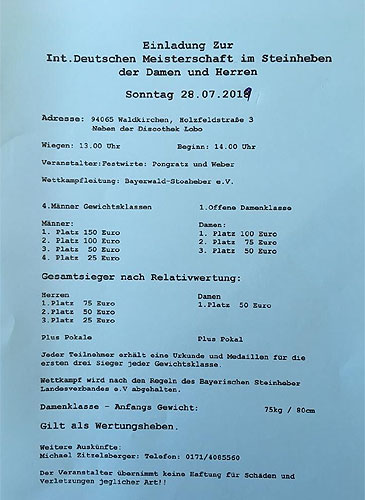 Einladung Zur
Int.Deutschen Meisterschaft im Steinheben
der Damen und Herren
Sonntag 28.07.2019
Adresse: 94065 Waldkirchen, Holzfeldstraße 3
Neben der Discothek Lobo
Wiegen: 13.00 Uhr Beginn: 14.00 Uhr
Veranstalter:Festwirte: Pongratz und Weber
Wettkampfleitung: Bayerwald-Stoaheber e.V.
4.Männer Gewichtsklassen 1.Offene Damenklasse
Männer: Damen:
1. Platz 150 Euro 1. Platz 100 Euro
2. Platz 100 Euro 2. Platz 75 Euro
3. Platz 50 Euro 3. Platz 50 Euro
4. Platz 25 Euro
Gesamtsieger nach Relativwertung:
Herren Damen
1.Platz 75 Euro 1.Platz 50 Euro
2.Platz 50 Euro
3.Platz 25 Euro
Plus Pokale Plus Pokal
Jeder Teilnehmer erhält eine Urkunde und Medaillen für die
ersten drei Sieger jeder Gewichtsklasse.
Wettkampf wird nach den Regeln des Bayerischen Steinheber
Landesverbandes e.V abgehalten.
Damenklasse - Anfangs Gewicht: 75kg / 80cm
Gilt als Wertungsheben.
Weitere Auskünfte:
Michael Zitzelsberger: Telefon: 0171/4085560
Der Veranstalter übernimmt keine Haftung für Schäden und
Verletzungen jeglicher Art!!